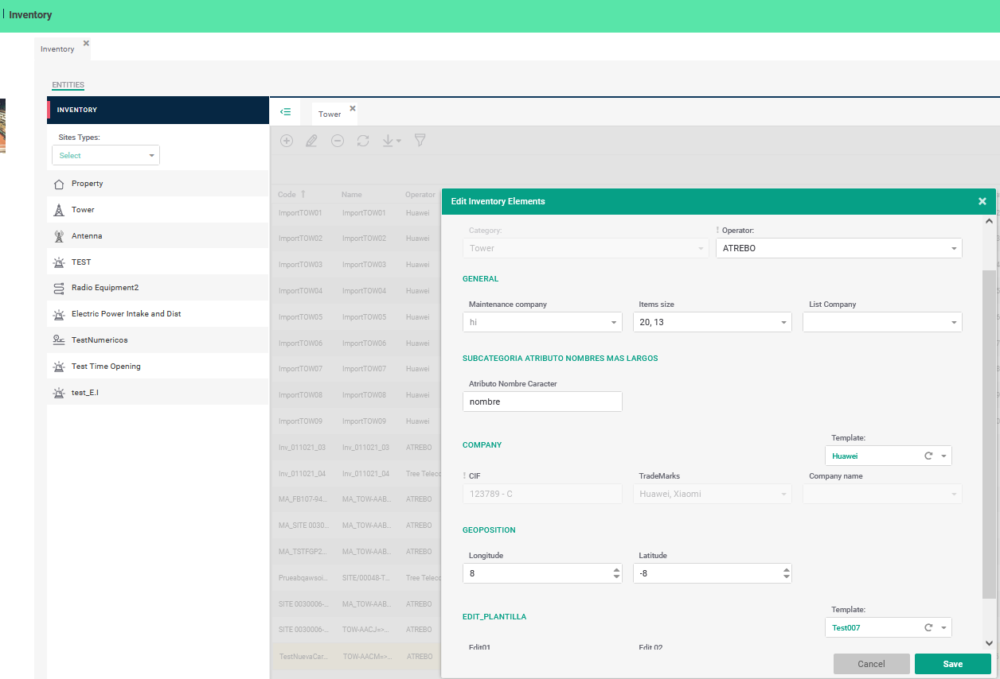 Inventory
Inventory
ENTITIES
INVENTORY
Sites Types:
Select
Property
Tower
Antenna
TEST
Radio Equipment2
Electric Power Intake and Dist
TestNumericos
Test Time Opening
test_E.I
Tower
Code Name Operator
ImportTOW01 ImportTOW01 Huawei
ImportTOW02 ImportTOW02 Huawei
ImportTOW03 ImportTOW03 Huawei
ImportTOW04 ImportTOW04 Huawei
ImportTOW05 ImportTOW05 Huawei
ImportTOW06 ImportTOW06 Huawei
ImportTOW07 ImportTOW07 Huawei
ImportTOW08 ImportTOW08 Huawei
ImportTOW09 ImportTOW09 Huawei
Inv_011021_03 Inv_011021_03 ATREBO
Inv_011021_04 Inv_011021_04 Tree Teleco
MA_FB107-94... MA_TOW-AAB... ATREBO
MA_SITE 0030... MA_TOW-AAB... ATREBO
MA_TSTFGP2... MA_TOW-AAB... ATREBO
Prueabqawsoi... SITE/00048-T... Tree Teleco
SITE 0030006-... MA_TOW-AAB... ATREBO
SITE 0030006-... TOW-AACJ=>... ATREBO
TestNuevaCar... TOW-AACM=>... ATREBO
Edit Inventory Elements
Category: ! Operator:
Tower ATREBO
GENERAL
Maintenance company Items size List Company
hi 20, 13
SUBCATEGORIA ATRIBUTO NOMBRES MAS LARGOS
Atributo Nombre Caracter
nombre
COMPANY Template:
Huawei
! CIF TradeMarks Company name
123789 - C Huawei, Xiaomi
GEOPOSITION
Longitude Latitude
8 -8
EDIT_PLANTILLA Template:
Test007
Edit01 Edit 02
Cancel Save